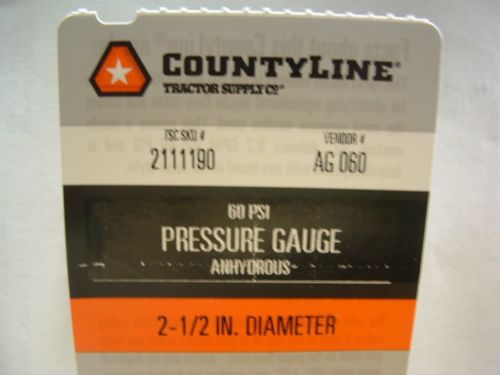 COUNTYLINE®
TRACTOR SUPPLY CO®
TSC SKU # VENDOR #
2111190 AG 060
60 PSI
PRESSURE GAUGE
ANHYDROUS
2-1/2 IN. DIAMETER